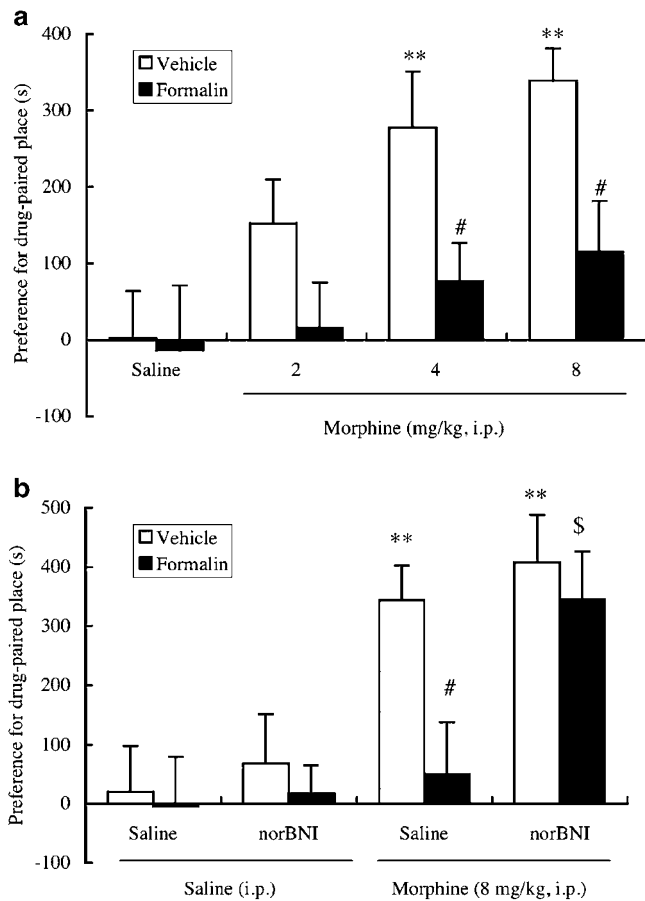 a
400
300
200
100
0
-100
Preference for drug-paired place (s)
Vehicle
Formalin
** **
# #
Saline 2 4 8
Morphine (mg/kg, i.p.)
b
500
400
300
200
100
0
-100
Preference for drug-paired place (s)
Vehicle
Formalin
** **
# $
Saline norBNI Saline norBNI
Saline (i.p.) Morphine (8 mg/kg, i.p.)